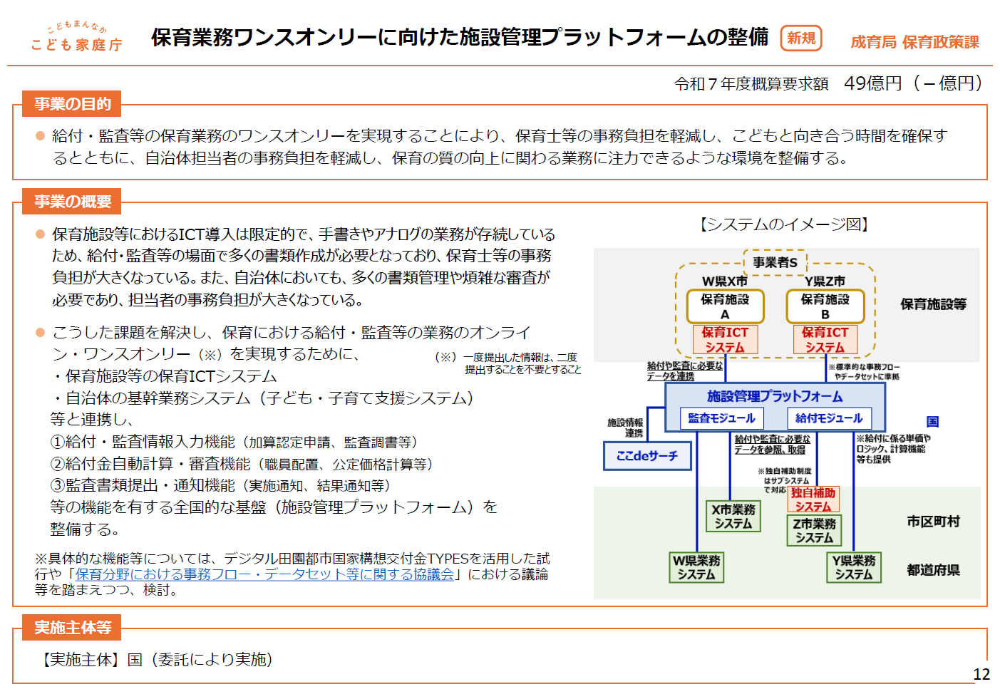 こどもまんなか
こども家庭庁
保育業務ワンスオンリーに向けた施設管理プラットフォームの整備
新規
成育局 保育政策課
令和７年度概算要求額　49億円（－億円）
事業の目的
● 給付・監査等の保育業務のワンスオンリーを実現することにより、保育士等の事務負担を軽減し、こどもと向き合う時間を確保す
るとともに、自治体担当者の事務負担を軽減し、保育の質の向上に関わる業務に注力できるような環境を整備する。
事業の概要
● 保育施設等におけるICT導入は限定的で、手書きやアナログの業務が存続している
ため、給付・監査等の場面で多くの書類作成が必要となっており、保育士等の事務
負担が大きくなっている。また、自治体においても、多くの書類管理や煩雑な審査が
必要であり、担当者の事務負担が大きくなっている。
● こうした課題を解決し、保育における給付・監査等の業務のオンライ
ン・ワンスオンリー（※）を実現するために、
（※）一度提出した情報は、二度
提出することを不要とすること
・保育施設等の保育ICTシステム
・自治体の基幹業務システム（子ども・子育て支援システム）
等と連携し、
①給付・監査情報入力機能（加算認定申請、監査調書等）
②給付金自動計算・審査機能（職員配置、公定価格計算等）
③監査書類提出・通知機能（実施通知、結果通知等）
等の機能を有する全国的な基盤（施設管理プラットフォーム）を
整備する。
※具体的な機能等については、デジタル田園都市国家構想交付金TYPESを活用した試
行や「保育分野における事務フロー・データセット等に関する協議会」における議論
等を踏まえつつ、検討。
【システムのイメージ図】
事業者S
W県X市
Y県Z市
保育施設
A
保育施設
B
保育施設等
保育ICT
システム
保育ICT
システム
給付や監査に必要な
データを連携
※標準的な事務フロー
やデータセットに準拠
施設管理プラットフォーム
監査モジュール
給付モジュール
国
施設情報
連携
ここdeサーチ
給付や監査に必要な
データを参照、取得
※給付に係る単価や
ロジック、計算機能
等も提供
※独自補助制度
はサブシステム
で対応
独自補助
システム
X市業務
システム
Z市業務
システム
市区町村
W県業務
システム
Y県業務
システム
都道府県
実施主体等
【実施主体】国（委託により実施）
12